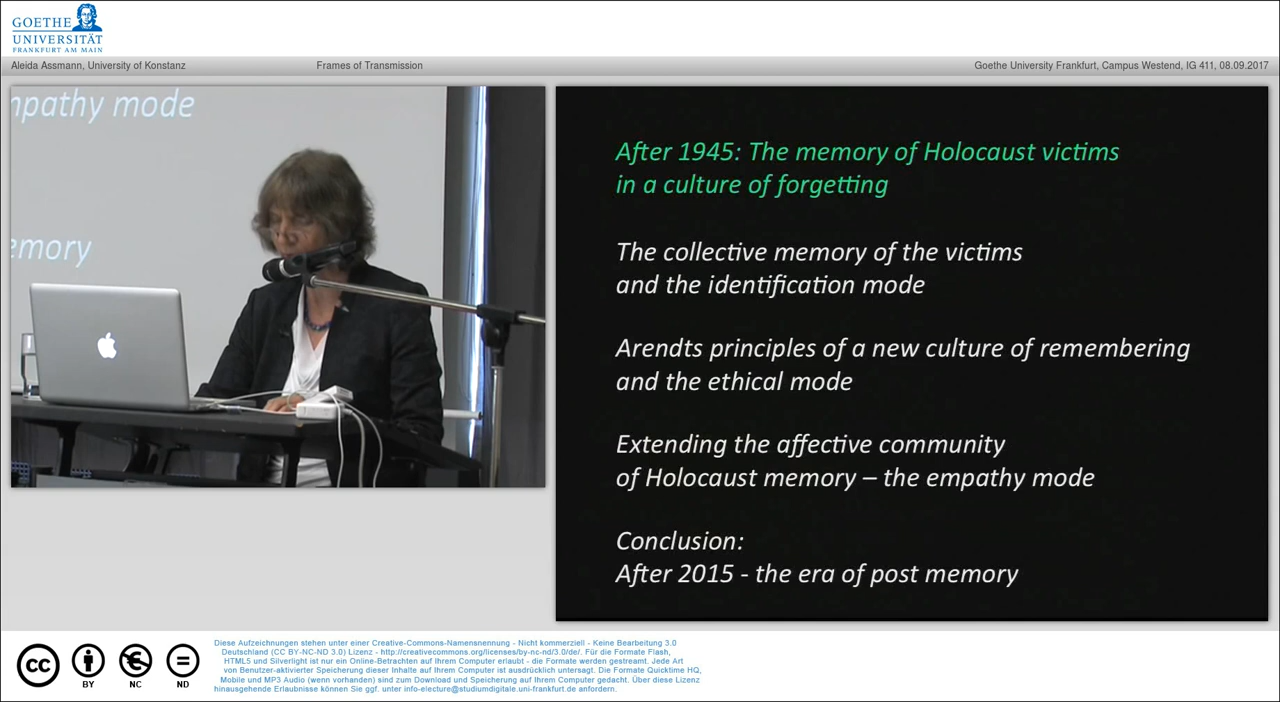 GOETHE
UNIVERSITÄT
FRANKFURT AM MAIN
Aleida Assmann, University of Konstanz
Frames of Transmission
Goethe University Frankfurt, Campus Westend, IG 411, 08.09.2017
mpathy mode
emory
After 1945: The memory of Holocaust victims
in a culture of forgetting
The collective memory of the victims
and the identification mode
Arendts principles of a new culture of remembering
and the ethical mode
Extending the affective community
of Holocaust memory – the empathy mode
Conclusion:
After 2015 - the era of post memory
cc
BY
NC
ND
Diese Aufzeichnungen stehen unter einer Creative-Commons-Namensnennung - Nicht kommerziell - Keine Bearbeitung 3.0
Deutschland (CC BY-NC-ND 3.0) Lizenz - http://creativecommons.org/licenses/by-nc-nd/3.0/de/. Für die Formate Flash,
HTML5 und Silverlight ist nur ein Online-Betrachten auf Ihrem Computer erlaubt - die Formate werden gestreamt. Jede Art
von Benutzer-aktivierter Speicherung dieser Inhalte auf Ihrem Computer ist ausdrücklich untersagt. Die Formate Quicktime HQ,
Mobile und MP3 Audio (wenn vorhanden) sind zum Download und Speicherung auf Ihrem Computer gedacht. Über diese Lizenz
hinausgehende Erlaubnisse können Sie ggf. unter info-electure@studiumdigitale.uni-frankfurt.de anfordern.